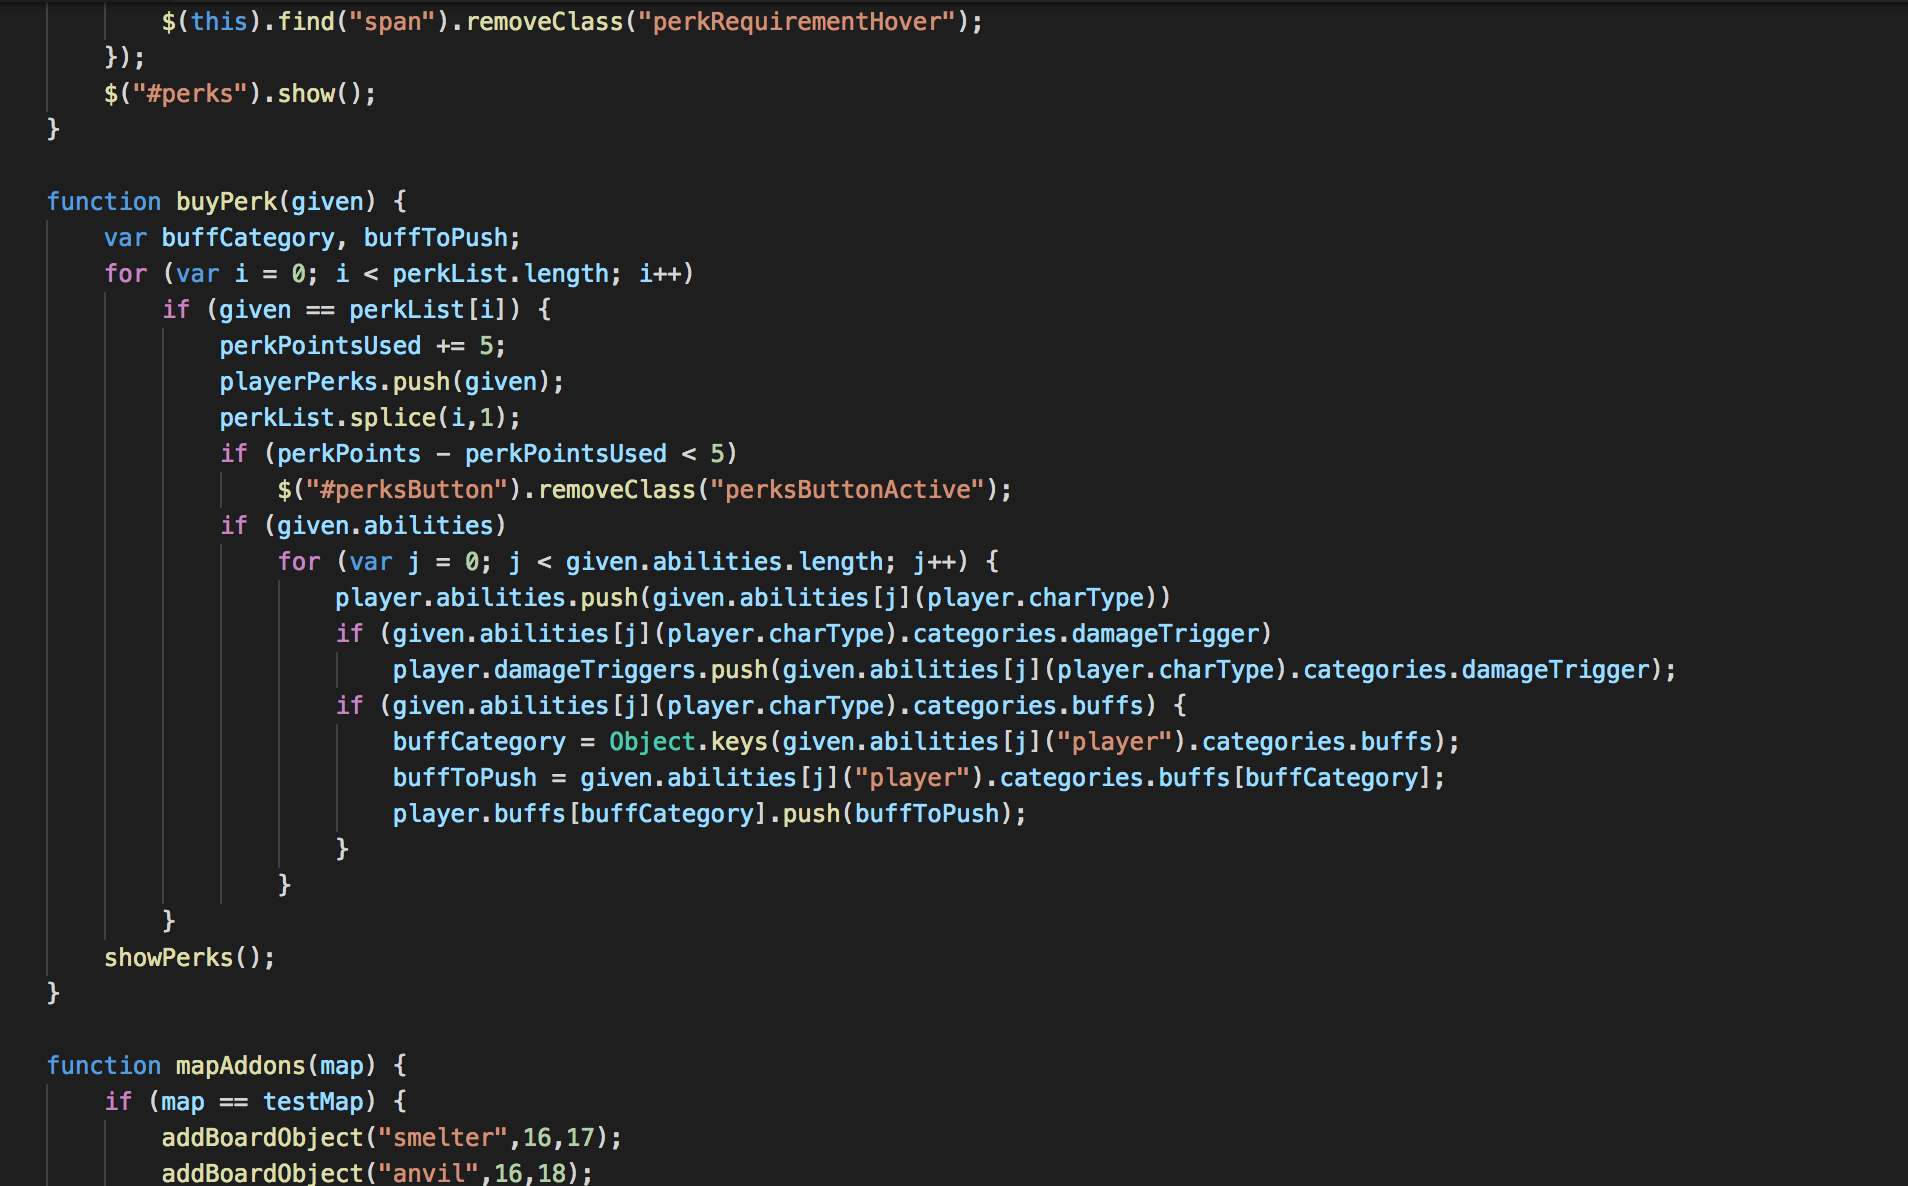 $(this).find("span").removeClass("perkRequirementHover");
});
$("#perks").show();
}
function buyPerk(given) {
var buffCategory, buffToPush;
for (var i = 0; i < perkList.length; i++)
if (given == perkList[i]) {
perkPointsUsed += 5;
playerPerks.push(given);
perkList.splice(i,1);
if (perkPoints - perkPointsUsed < 5)
$("#perksButton").removeClass("perksButtonActive");
if (given.abilities)
for (var j = 0; j < given.abilities.length; j++) {
player.abilities.push(given.abilities[j](player.charType))
if (given.abilities[j](player.charType).categories.damageTrigger)
player.damageTriggers.push(given.abilities[j](player.charType).categories.damageTrigger);
if (given.abilities[j](player.charType).categories.buffs) {
buffCategory = Object.keys(given.abilities[j]("player").categories.buffs);
buffToPush = given.abilities[j]("player").categories.buffs[buffCategory];
player.buffs[buffCategory].push(buffToPush);
}
}
}
showPerks();
}
function mapAddons(map) {
if (map == testMap) {
addBoardObject("smelter",16,17);
addBoardObject("anvil",16,18);